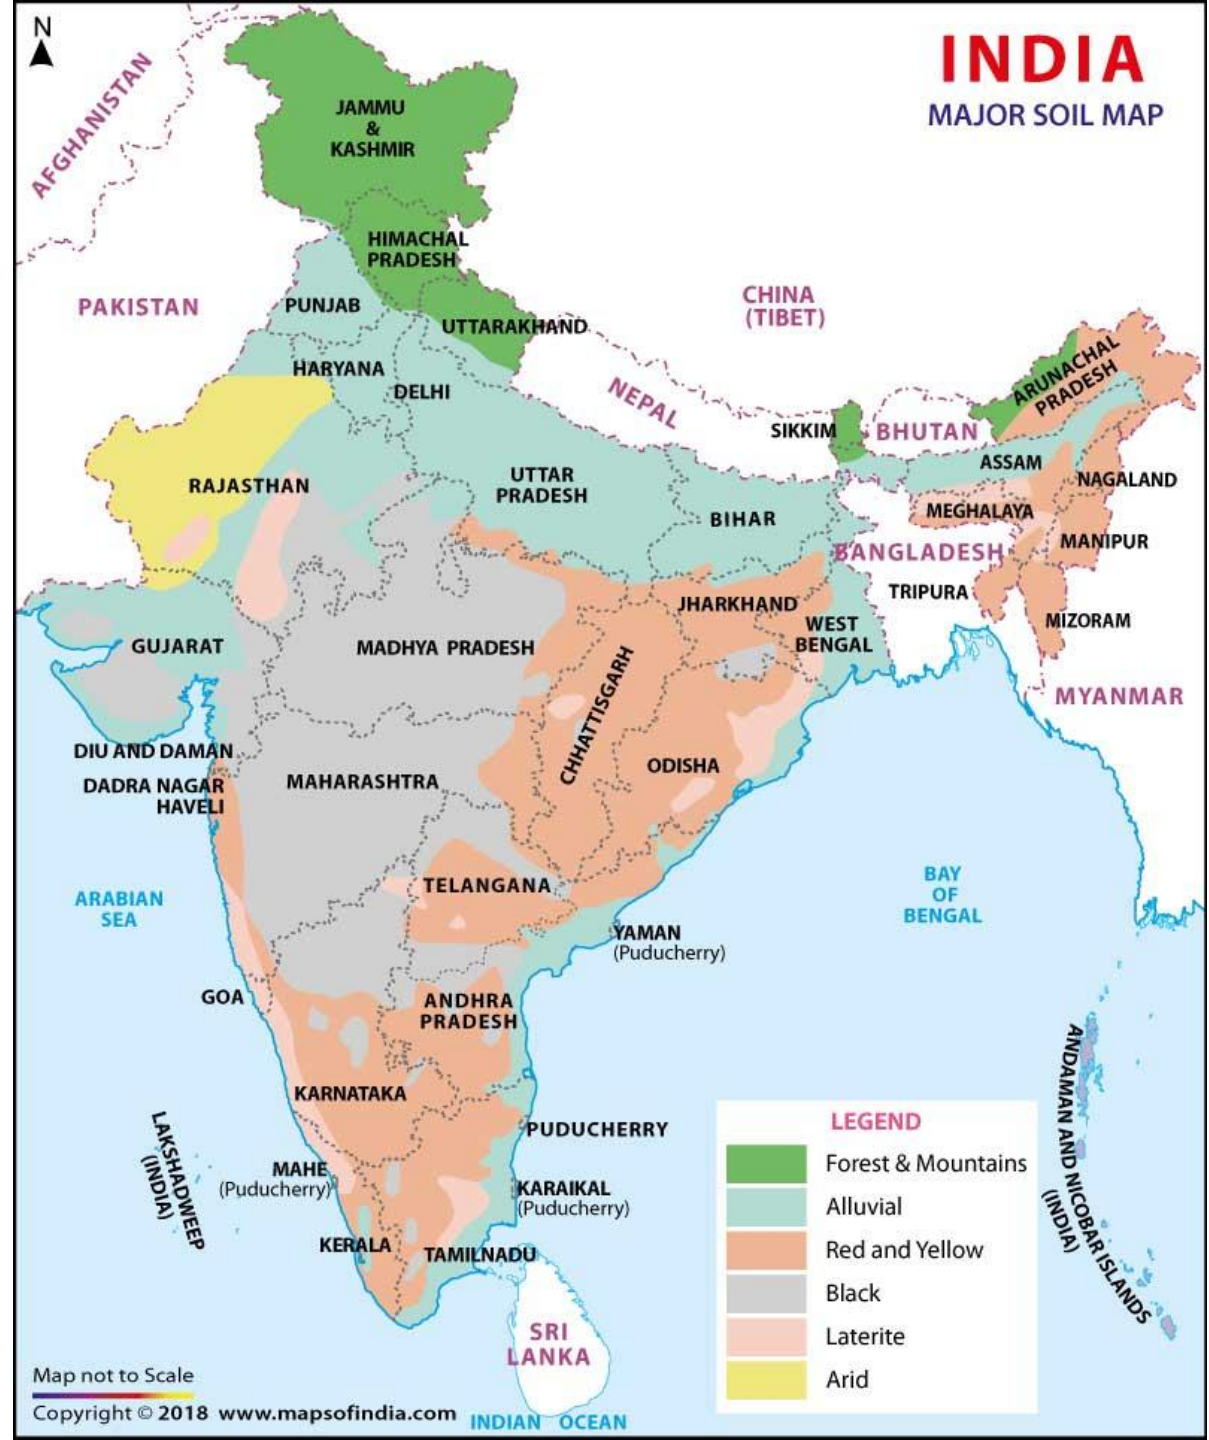 N
INDIA
MAJOR SOIL MAP
AFGHANISTAN
JAMMU
&
KASHMIR
HIMACHAL
PRADESH
PAKISTAN
PUNJAB
UTTARAKHAND
CHINA
(TIBET)
HARYANA
DELHI
NEPAL
SIKKIM
BHUTAN
ARUNACHAL
PRADESH
RAJASTHAN
UTTAR
PRADESH
BIHAR
ASSAM
NAGALAND
MEGHALAYA
MANIPUR
BANGLADESH
TRIPURA
MIZORAM
GUJARAT
MADHYA PRADESH
JHARKHAND
WEST
BENGAL
CHHATTISGARH
MYANMAR
DIU AND DAMAN
DADRA NAGAR
HAVELI
MAHARASHTRA
ODISHA
ARABIAN
SEA
TELANGANA
BAY
OF
BENGAL
YAMAN
(Puducherry)
GOA
ANDHRA
PRADESH
KARNATAKA
LAKSHADWEEP
(INDIA)
MAHE
(Puducherry)
PUDUCHERRY
KARAIKAL
(Puducherry)
KERALA
TAMILNADU
ANDAMAN AND NICOBAR ISLANDS
(INDIA)
SRI
LANKA
LEGEND
Forest & Mountains
Alluvial
Red and Yellow
Black
Laterite
Arid
Map not to Scale
Copyright © 2018 www.mapsofindia.com
INDIAN OCEAN